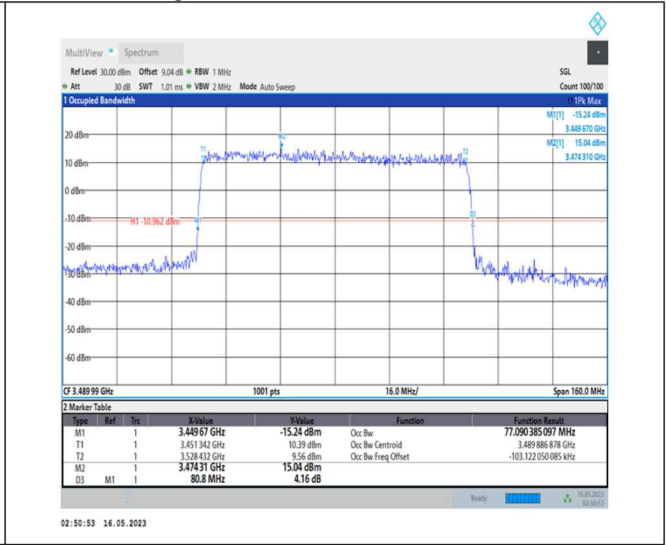 MultiView Spectrum
Ref Level 30.00 dBm Offset 9.04 dB RBW 1 MHz SGL
Att 30 dB SWT 1.01 ms VBW 2 MHz Mode Auto Sweep Count 100/100
1 Occupied Bandwidth 1Pk Max
M1[1] -15.24 dBm
3.449 670 GHz
M2[1] 15.04 dBm
3.474 310 GHz
20 dBm
M2
T1 T2
10 dBm
0 dBm
-10 dBm H1 -10.962 dBm M1 D3
-20 dBm
-30 dBm
-40 dBm
-50 dBm
-60 dBm
CF 3.489 99 GHz 1001 pts 16.0 MHz/ Span 160.0 MHz
2 Marker Table
Type Ref Trc X-Value Y-Value Function Function Result
M1 1 3.449 67 GHz -15.24 dBm Occ Bw 77.090 385 097 MHz
T1 1 3.451 342 GHz 10.39 dBm Occ Bw Centroid 3.489 886 878 GHz
T2 1 3.528 432 GHz 9.56 dBm Occ Bw Freq Offset -103.122 050 085 kHz
M2 1 3.474 31 GHz 15.04 dBm
D3 M1 1 80.8 MHz 4.16 dB
Ready 16.05.2023
02:50:53
02:50:53 16.05.2023